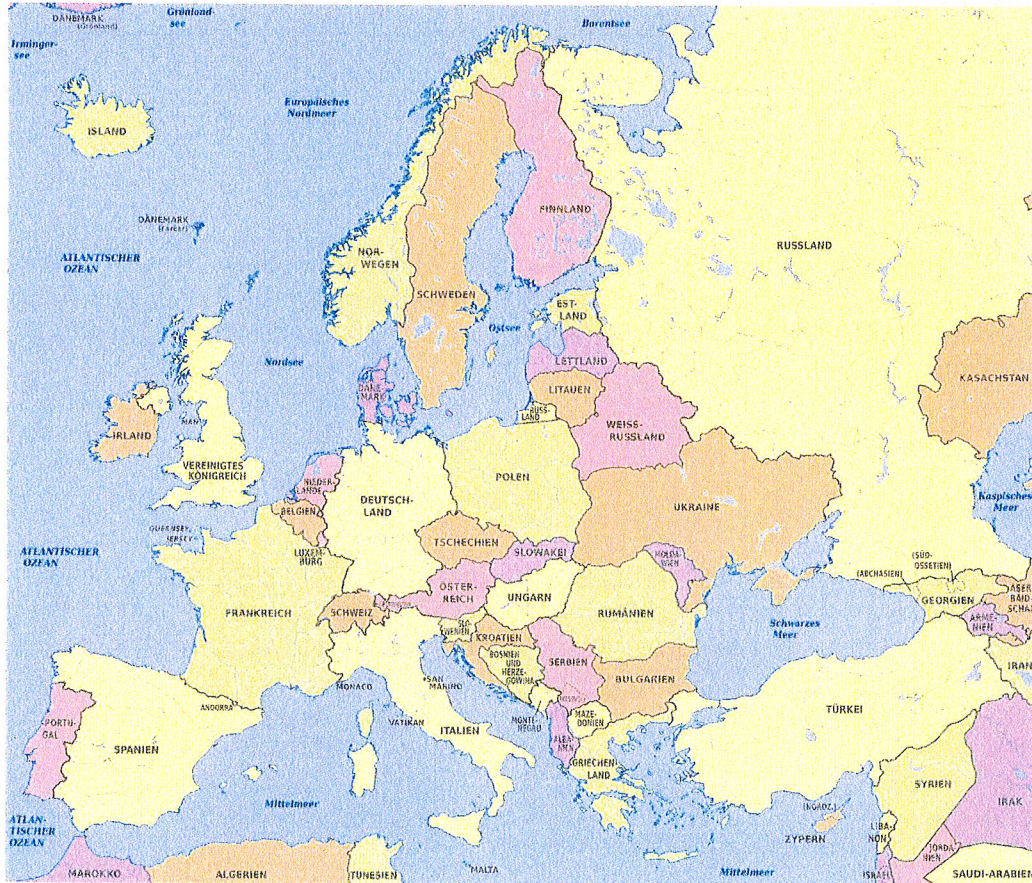 DÄNEMARK
(Grönland)
Grönland-
see
Barentsee
Irminger-
see
Europäisches
Nordmeer
ISLAND
DÄNEMARK
(Färöer)
ATLANTISCHER
OZEAN
NOR-
WEGEN
FINNLAND
SCHWEDEN
RUSSLAND
EST-
LAND
Ostsee
Nordsee
LETTLAND
LITAUEN
KASACHSTAN
DÄNE-
MARK
RUSS-
LAND
WEISS-
RUSSLAND
MAN
IRLAND
VEREINIGTES
KÖNIGREICH
NIEDER-
LANDE
BELGIEN
DEUTSCH-
LAND
POLEN
UKRAINE
Kaspisches
Meer
GUERNSEY
JERSEY
ATLANTISCHER
OZEAN
LUXEM-
BURG
TSCHECHIEN
SLOWAKEI
MOLDA-
WIEN
(SÜD-
OSSETIEN)
(ABCHASIEN)
GEORGIEN
ASER-
BAID-
SCHAN
ARME-
NIEN
FRANKREICH
SCHWEIZ
ÖSTER-
REICH
UNGARN
RUMÄNIEN
SLO-
WENIEN
KROATIEN
BOSNIEN
UND
HERZE-
GOWINA
SERBIEN
Schwarzes
Meer
BULGARIEN
IRAN
ANDORRA
MONACO
SAN
MARINO
VATIKAN
ITALIEN
MONTE-
NEGRO
KOSOVO
MAZE-
DONIEN
ALBA-
NIEN
GRIECHEN-
LAND
TÜRKEI
PORTU-
GAL
SPANIEN
SYRIEN
IRAK
Mittelmeer
ATLAN-
TISCHER
OZEAN
(NORDZ.)
ZYPERN
LIBA-
NON
JORDA-
NIEN
ISRAEL
SAUDI-ARABIEN
MAROKKO
ALGERIEN
TUNESIEN
MALTA
Mittelmeer